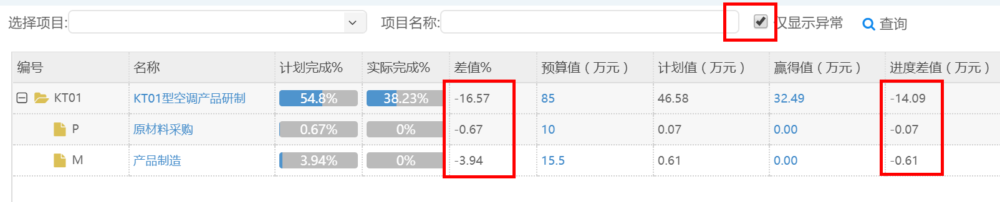 选择项目: 项目名称: 仅显示异常 查询
编号 名称 计划完成% 实际完成% 差值% 预算值（万元） 计划值（万元） 赢得值（万元） 进度差值（万元）
KT01 KT01型空调产品研制 54.8% 38.23% -16.57 85 46.58 32.49 -14.09
P 原材料采购 0.67% 0% -0.67 10 0.07 0.00 -0.07
M 产品制造 3.94% 0% -3.94 15.5 0.61 0.00 -0.61